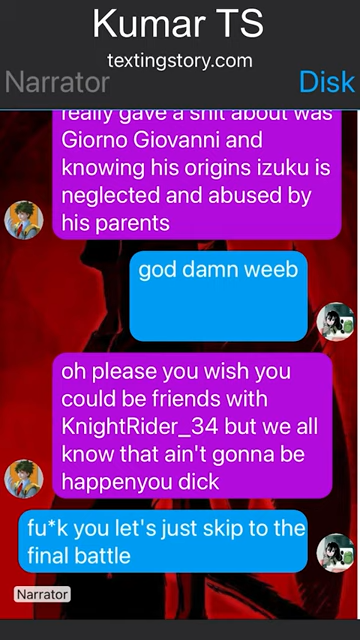 Kumar TS
textingstory.com
Narrator
Disk
really gave a shit about was
Giorno Giovanni and
knowing his origins izuku is
neglected and abused by
his parents
god damn weeb
oh please you wish you
could be friends with
KnightRider_34 but we all
know that ain't gonna be
happenyou dick
fu*k you let's just skip to the
final battle
Narrator